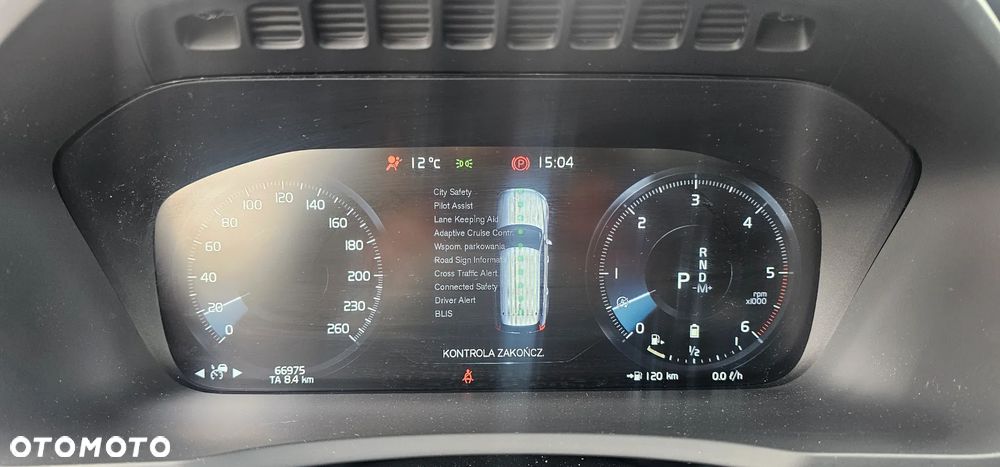 12 °C
P
15:04
City Safety
Pilot Assist
Lane Keeping Aid
Adaptive Cruise Contr.
Wspom. parkowania
Road Sign Informat
Cross Traffic Alert
Connected Safety
Driver Alert
BLIS
KONTROLA ZAKOŃCZ.
0
20
40
60
80
100
120
140
160
180
200
230
260
0
1
2
3
4
5
6
rpm
x1000
R
N
P D
-M+
1/2
66975
TA 8.4 km
120 km
0.0 ℓ/h
OTOMOTO